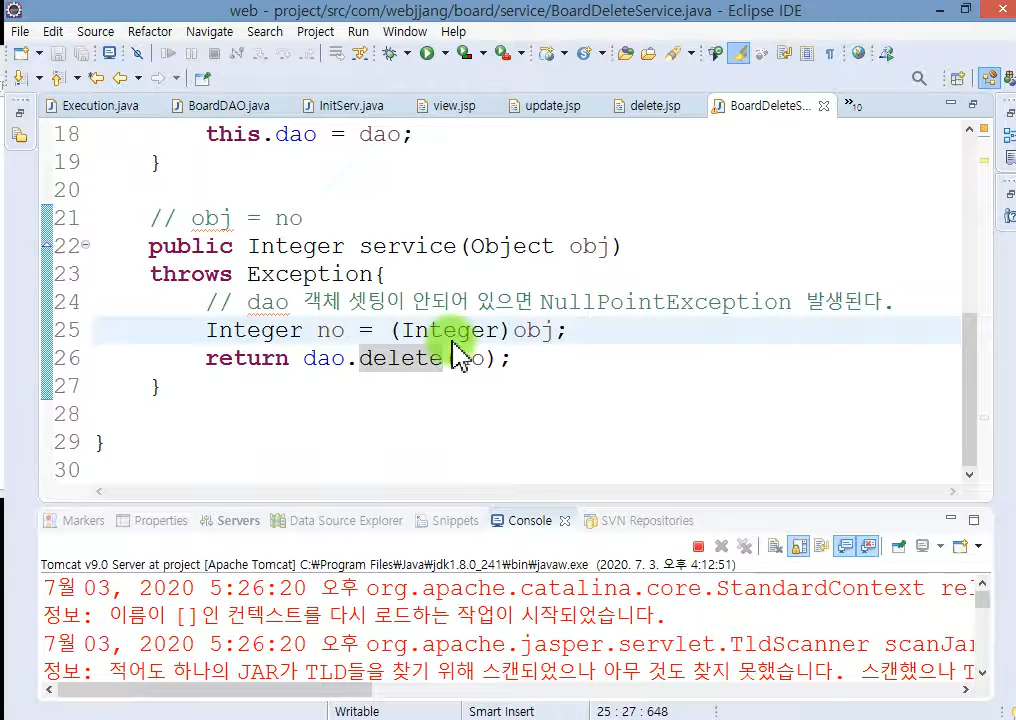 web - project/src/com/webjjang/board/service/BoardDeleteService.java - Eclipse IDE
File Edit Source Refactor Navigate Search Project Run Window Help
Execution.java BoardDAO.java InitServ.java view.jsp update.jsp delete.jsp BoardDeleteS... »10
18 this.dao = dao;
19 }
20
21 // obj = no
22 public Integer service(Object obj)
23 throws Exception{
24 // dao 객체 셋팅이 안되어 있으면 NullPointException 발생된다.
25 Integer no = (Integer)obj;
26 return dao.delete(no);
27 }
28
29 }
30
Markers Properties Servers Data Source Explorer Snippets Console SVN Repositories
Tomcat v9.0 Server at project [Apache Tomcat] C:₩Program Files₩Java₩jdk1.8.0_241₩bin₩javaw.exe (2020. 7. 3. 오후 4:12:51)
7월 03, 2020 5:26:20 오후 org.apache.catalina.core.StandardContext rel
정보: 이름이 []인 컨텍스트를 다시 로드하는 작업이 시작되었습니다.
7월 03, 2020 5:26:20 오후 org.apache.jasper.servlet.TldScanner scanJar
정보: 적어도 하나의 JAR가 TLD들을 찾기 위해 스캔되었으나 아무 것도 찾지 못했습니다. 스캔했으나 T
Writable Smart Insert 25 : 27 : 648